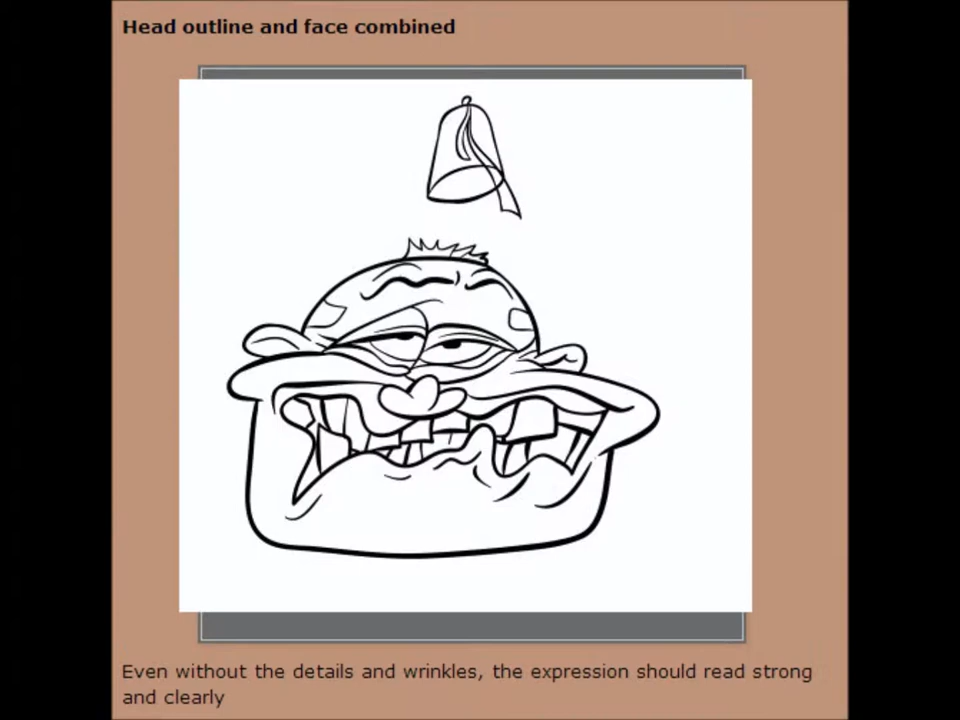 Head outline and face combined
Even without the details and wrinkles, the expression should read strong
and clearly